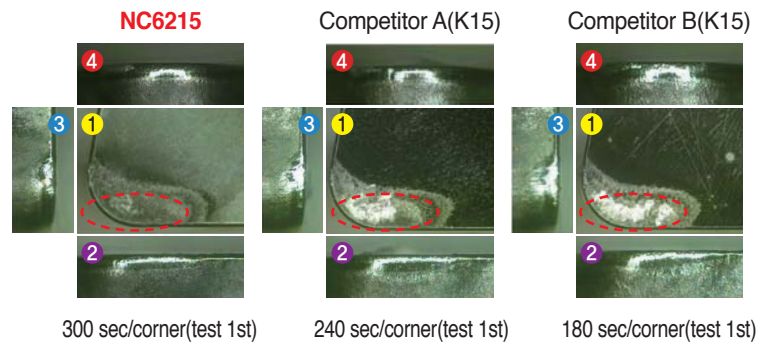 NC6215 Competitor A(K15) Competitor B(K15)
4 4 4
3 1 3 1 3 1
2 2 2
300 sec/corner(test 1st) 240 sec/corner(test 1st) 180 sec/corner(test 1st)